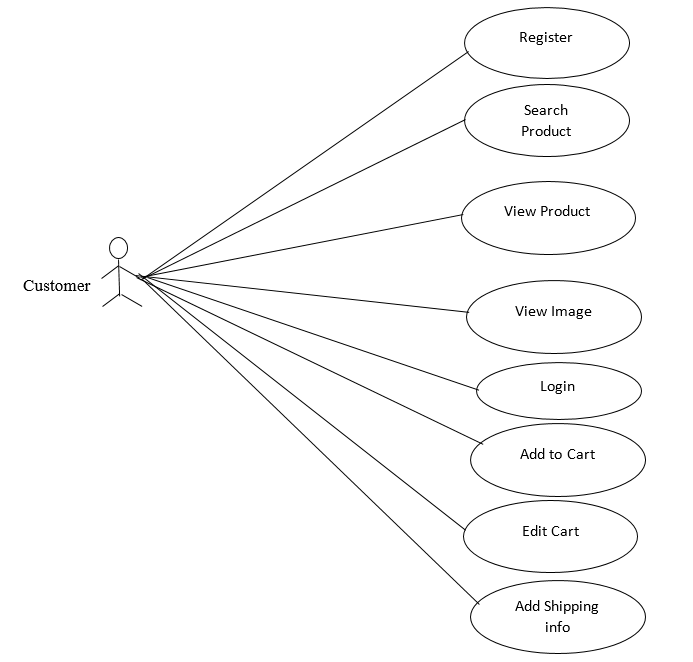 Register
Search
Product
View Product
Customer
View Image
Login
Add to Cart
Edit Cart
Add Shipping
info